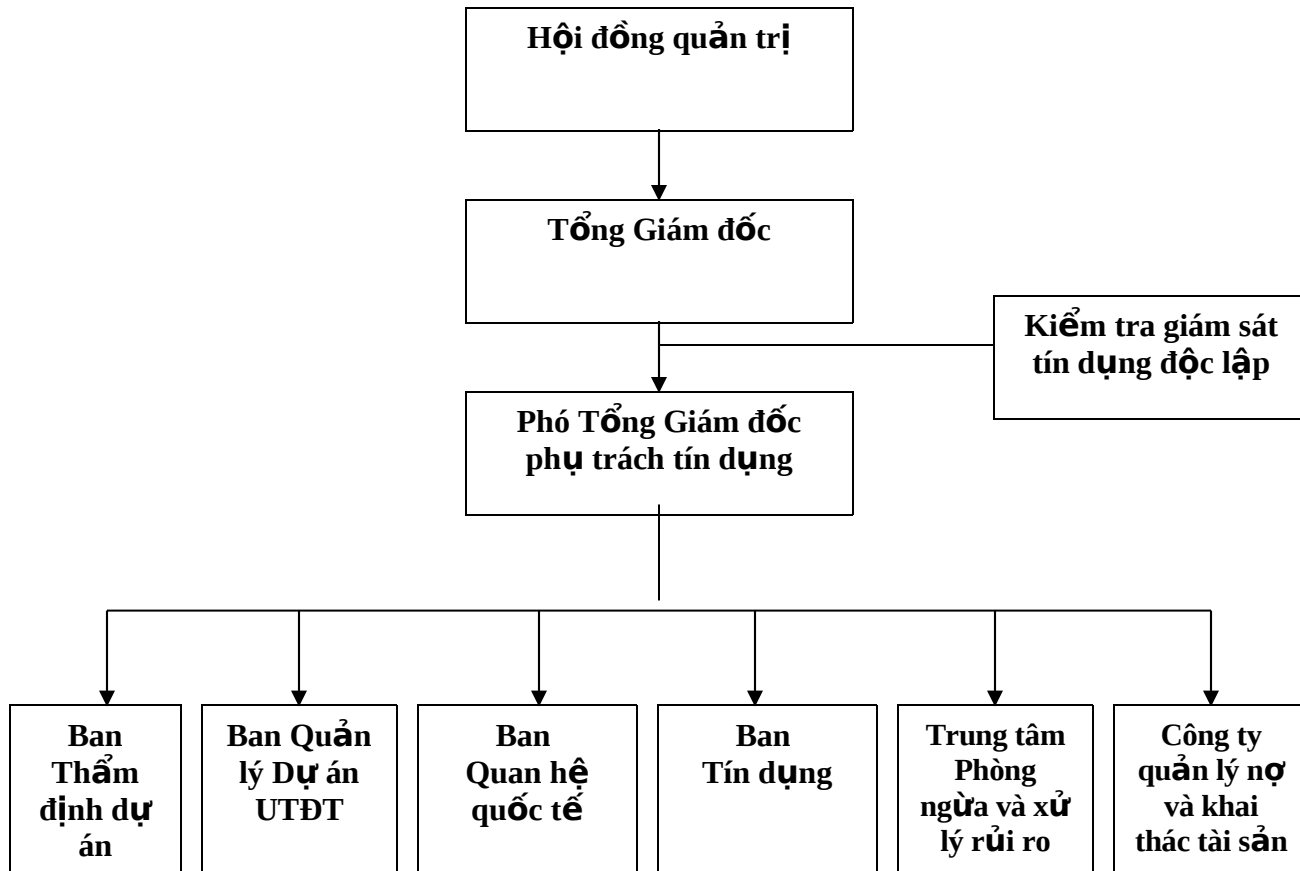 Hội đồng quản trị
Tổng Giám đốc
Kiểm tra giám sát
tín dụng độc lập
Phó Tổng Giám đốc
phụ trách tín dụng
Ban
Thẩm
định dự
án
Ban Quản
lý Dự án
UTĐT
Ban
Quan hệ
quốc tế
Ban
Tín dụng
Trung tâm
Phòng
ngừa và xử
lý rủi ro
Công ty
quản lý nợ
và khai
thác tài sản